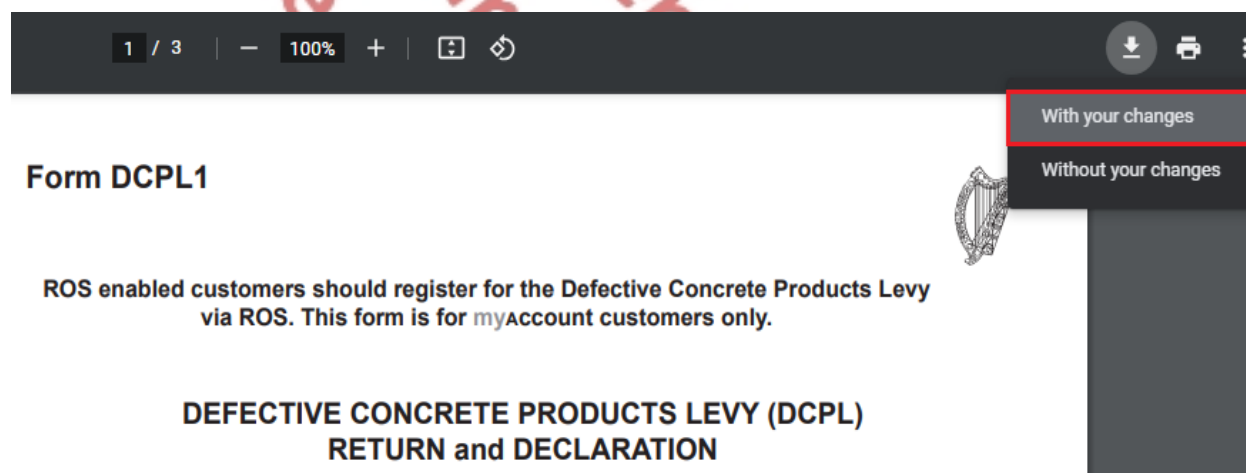 1 / 3 | − 100% +
With your changes
Without your changes
Form DCPL1
ROS enabled customers should register for the Defective Concrete Products Levy
via ROS. This form is for myAccount customers only.
DEFECTIVE CONCRETE PRODUCTS LEVY (DCPL)
RETURN and DECLARATION